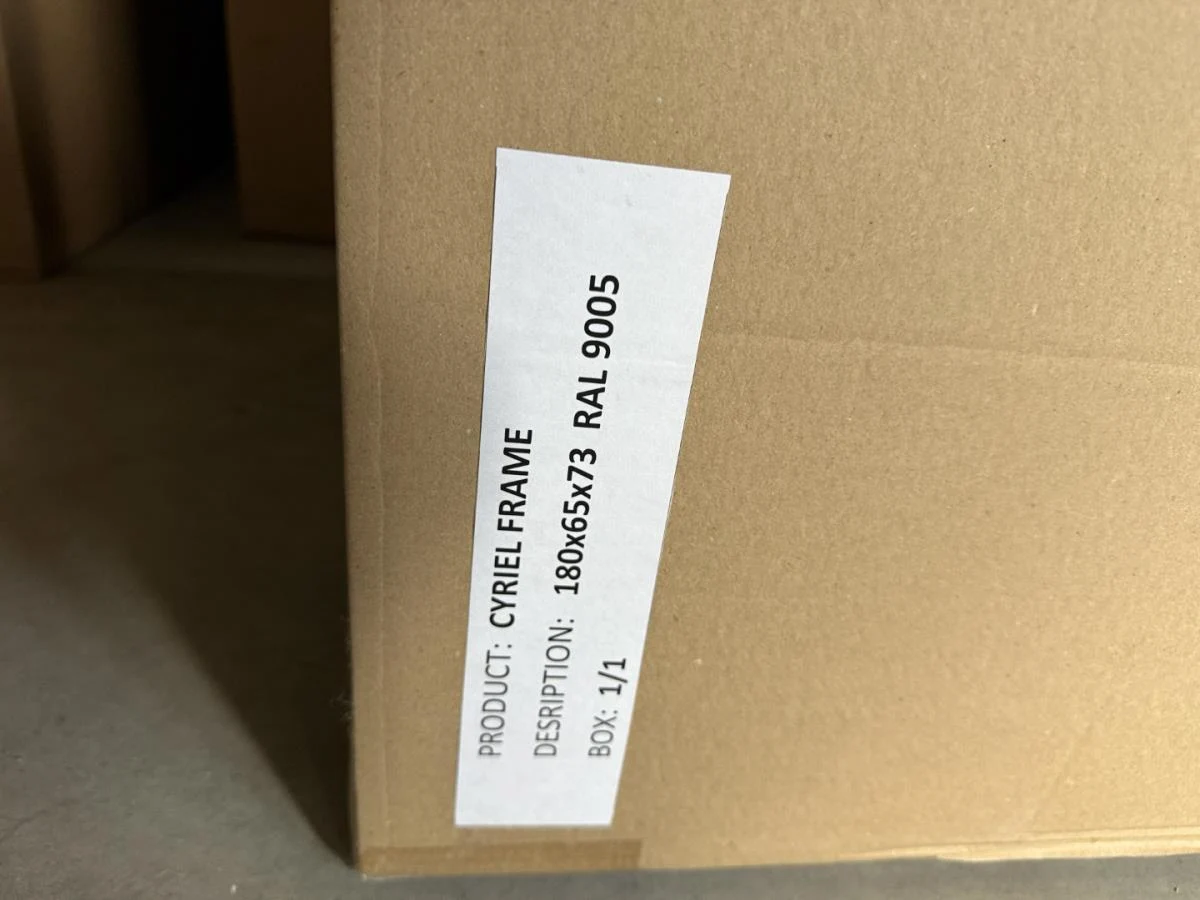 PRODUCT: CYRIEL FRAME
DESRIPTION: 180x65x73 RAL 9005
BOX: 1/1